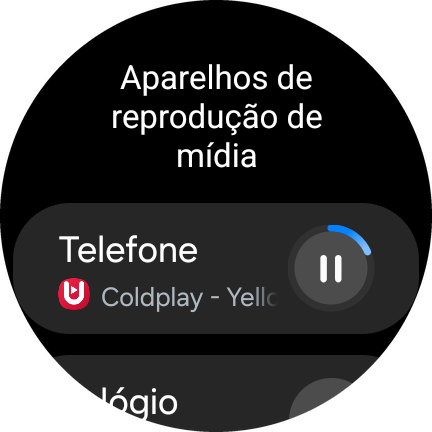 Aparelhos de
reprodução de
mídia
Telefone
Coldplay - Yello